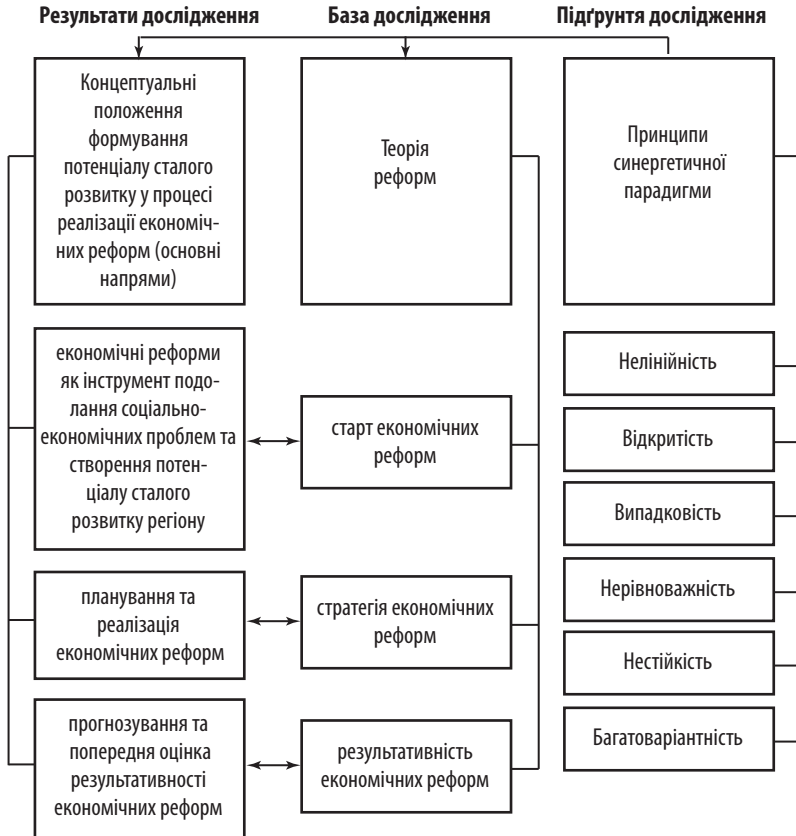 Результати дослідження
База дослідження
Підґрунтя дослідження
Концептуальні
положення
формування
потенціалу сталого
розвитку у процесі
реалізації економіч-
них реформ (основні
напрями)
Теорія
реформ
Принципи
синергетичної
парадигми
економічні реформи
як інструмент подо-
лання соціально-
економічних проблем та
створення потен-
ціалу сталого
розвитку регіону
старт економічних
реформ
Нелінійність
Відкритість
Випадковість
планування та
реалізація
економічних реформ
стратегія економічних
реформ
Нерівноважність
Нестійкість
прогнозування та
попередня оцінка
результативності
економічних реформ
результативність
економічних реформ
Багатоваріантність